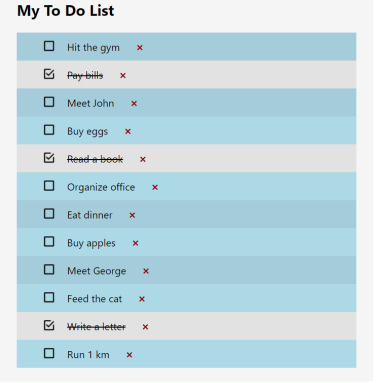 My To Do List
Hit the gym ×
Pay bills ×
Meet John ×
Buy eggs ×
Read a book ×
Organize office ×
Eat dinner ×
Buy apples ×
Meet George ×
Feed the cat ×
Write a letter ×
Run 1 km ×